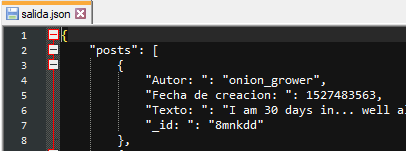 salida.json
1 {
2 "posts": [
3 {
4 "Autor: ": "onion_grower",
5 "Fecha de creacion: ": 1527483563,
6 "Texto: ": "I am 30 days in... well al
7 "_id: ": "8mnkdd"
8 },